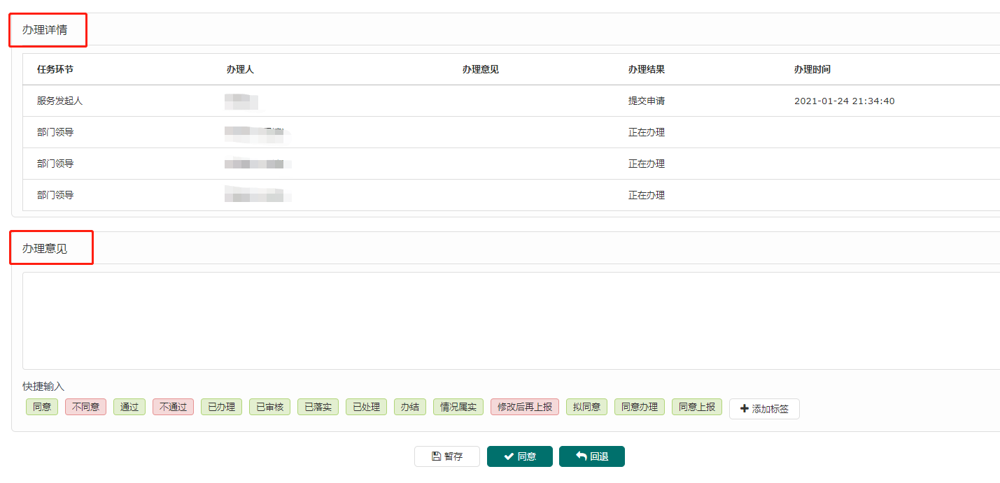 办理详情
任务环节 办理人 办理意见 办理结果 办理时间
服务发起人 提交申请 2021-01-24 21:34:40
部门领导 正在办理
部门领导 正在办理
部门领导 正在办理
办理意见
快捷输入
同意 不同意 通过 不通过 已办理 已审核 已落实 已处理 办结 情况属实 修改后再上报 拟同意 同意办理 同意上报 添加标签
暂存 同意 回退